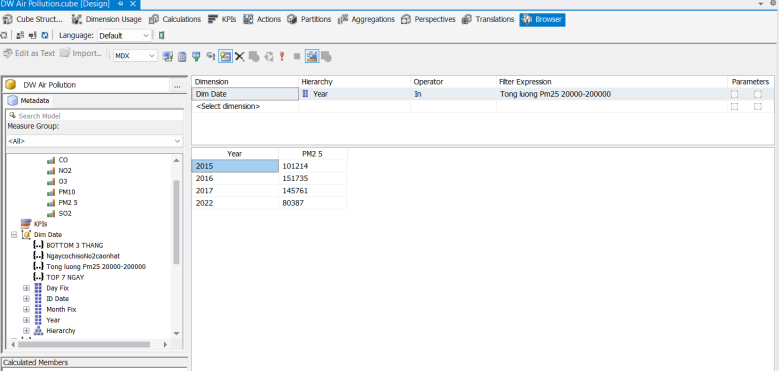 DW Air Pollution.cube [Design]
Cube Struct... Dimension Usage Calculations KPIs Actions Partitions Aggregations Perspectives Translations Browser
Language: Default
Edit as Text Import... MDX
DW Air Pollution ...
Metadata
Search Model
Measure Group:
<All>
CO
NO2
O3
PM10
PM2 5
SO2
KPIs
Dim Date
BOTTOM 3 THANG
NgaycochisoNo2caonhat
Tong luong Pm25 20000-200000
TOP 7 NGAY
Day Fix
ID Date
Month Fix
Year
Hierarchy
Calculated Members
Dimension Hierarchy Operator Filter Expression Parameters
Dim Date Year In Tong luong Pm25 20000-200000
<Select dimension>
Year PM2 5
2015 101214
2016 151735
2017 145761
2022 80387